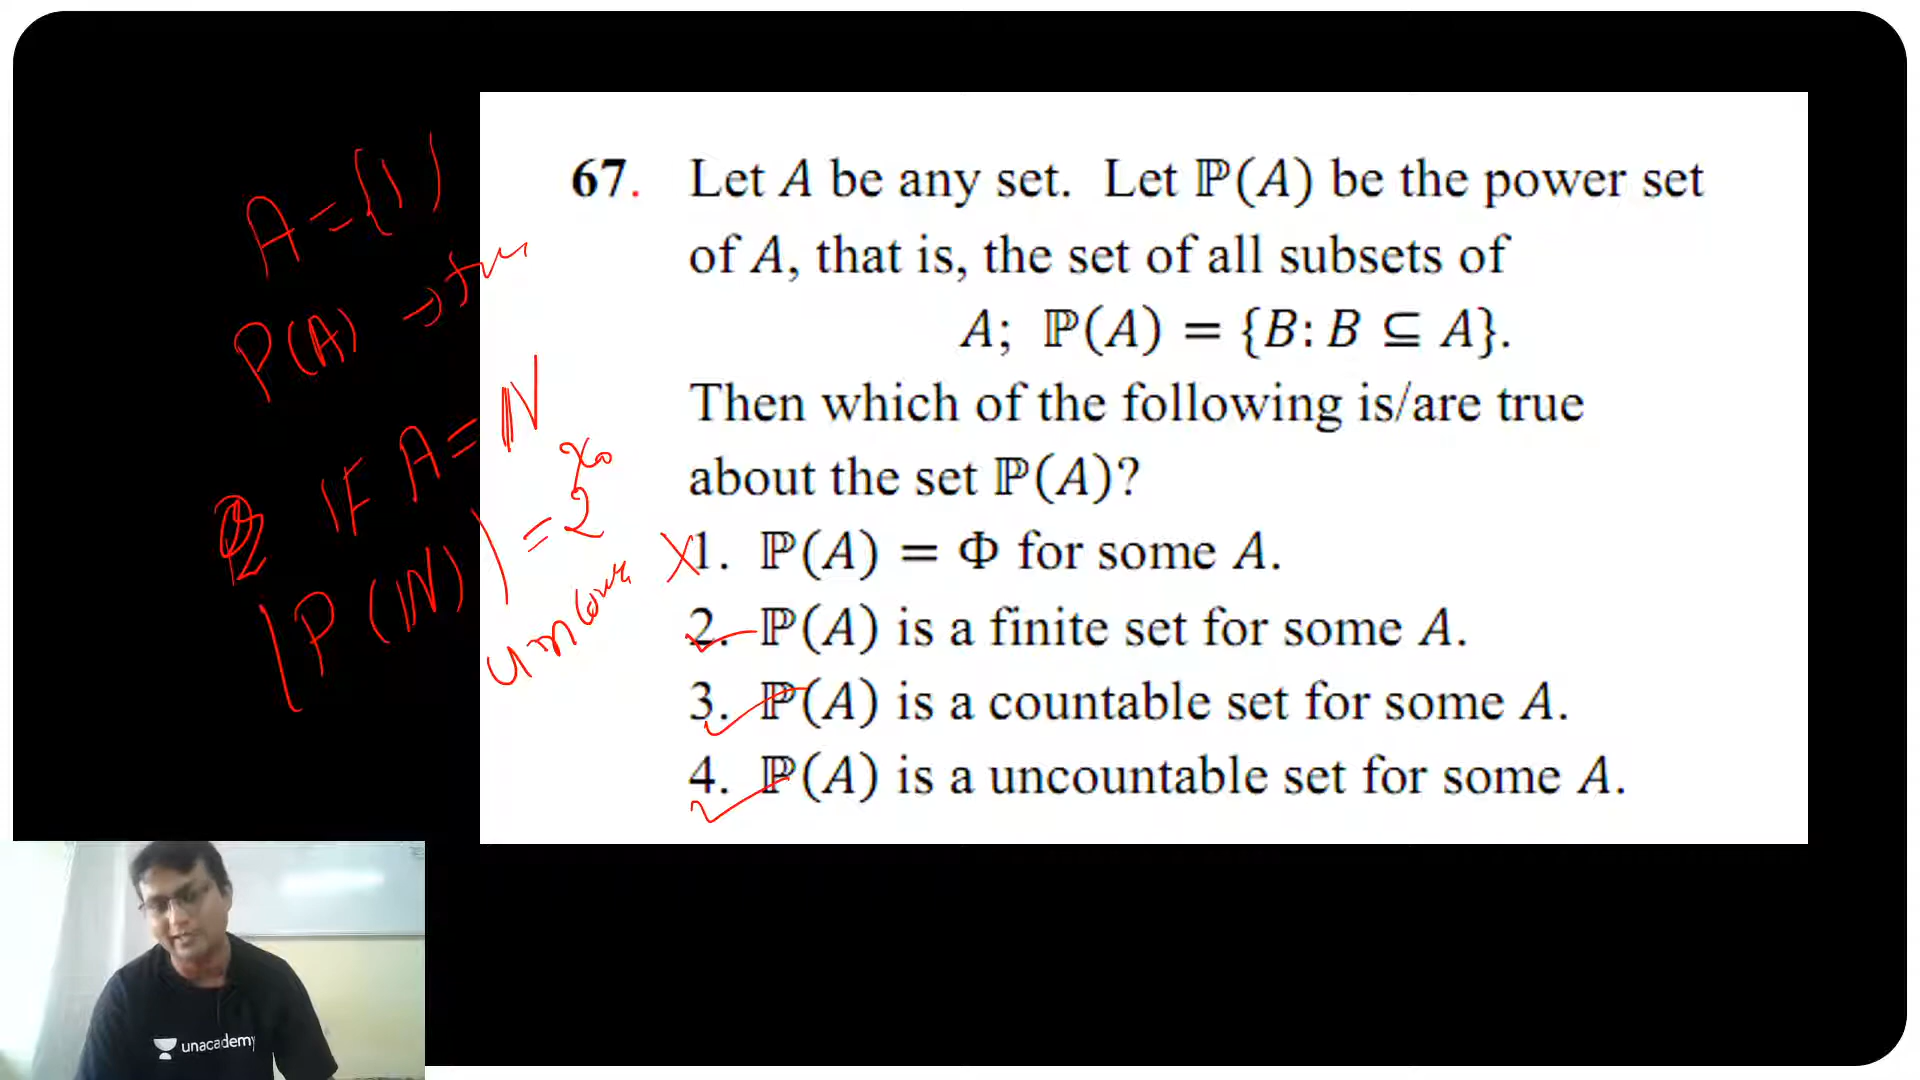 A = {1}
P(A) →
IF A = ℕ
|P(ℕ)| = 2^ℵ₀
67. Let A be any set. Let ℙ(A) be the power set
of A, that is, the set of all subsets of
A; ℙ(A) = {B: B ⊆ A}.
Then which of the following is/are true
about the set ℙ(A)?
1. ℙ(A) = Φ for some A.
2. ℙ(A) is a finite set for some A.
3. ℙ(A) is a countable set for some A.
4. ℙ(A) is a uncountable set for some A.
unacademy